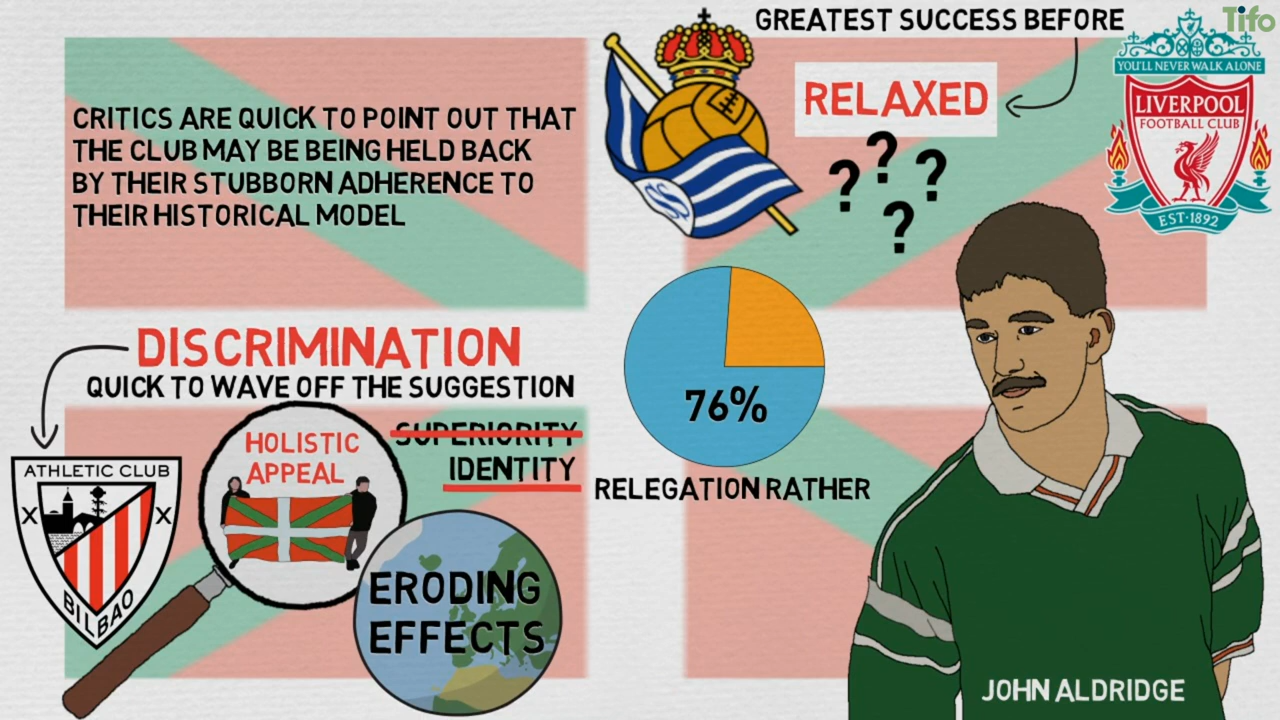 CRITICS ARE QUICK TO POINT OUT THAT
THE CLUB MAY BE BEING HELD BACK
BY THEIR STUBBORN ADHERENCE TO
THEIR HISTORICAL MODEL
DISCRIMINATION
QUICK TO WAVE OFF THE SUGGESTION
SUPERIORITY
IDENTITY
HOLISTIC
APPEAL
ATHLETIC CLUB
BILBAO
ERODING
EFFECTS
GREATEST SUCCESS BEFORE
RELAXED
? ? ?
?
76%
RELEGATION RATHER
Tifo
YOU'LL NEVER WALK ALONE
LIVERPOOL
FOOTBALL CLUB
EST·1892
JOHN ALDRIDGE